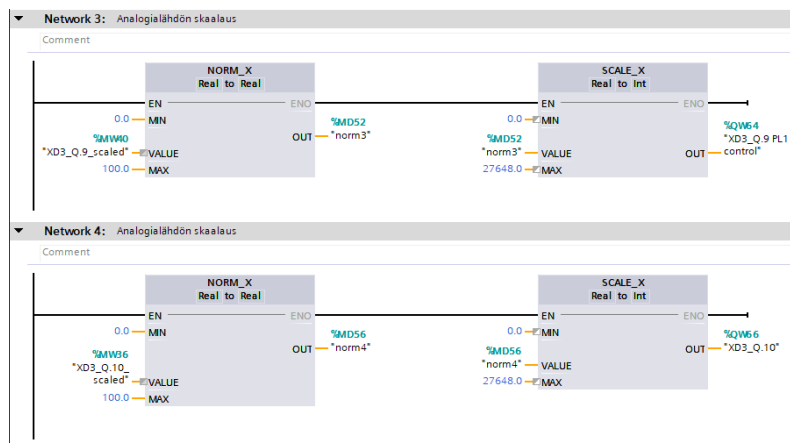 Network 3: Analogialähdön skaalaus
Comment
NORM_X
Real to Real
EN
ENO
0.0
MIN
%MW40
"XD3_Q.9_scaled"
VALUE
100.0
MAX
OUT
%MD52
"norm3"
SCALE_X
Real to Int
EN
ENO
0.0
MIN
%MD52
"norm3"
VALUE
27648.0
MAX
OUT
%QW64
"XD3_Q.9 PL1
control"
Network 4: Analogialähdön skaalaus
Comment
NORM_X
Real to Real
EN
ENO
0.0
MIN
%MW36
"XD3_Q.10_
scaled"
VALUE
100.0
MAX
OUT
%MD56
"norm4"
SCALE_X
Real to Int
EN
ENO
0.0
MIN
%MD56
"norm4"
VALUE
27648.0
MAX
OUT
%QW66
"XD3_Q.10"